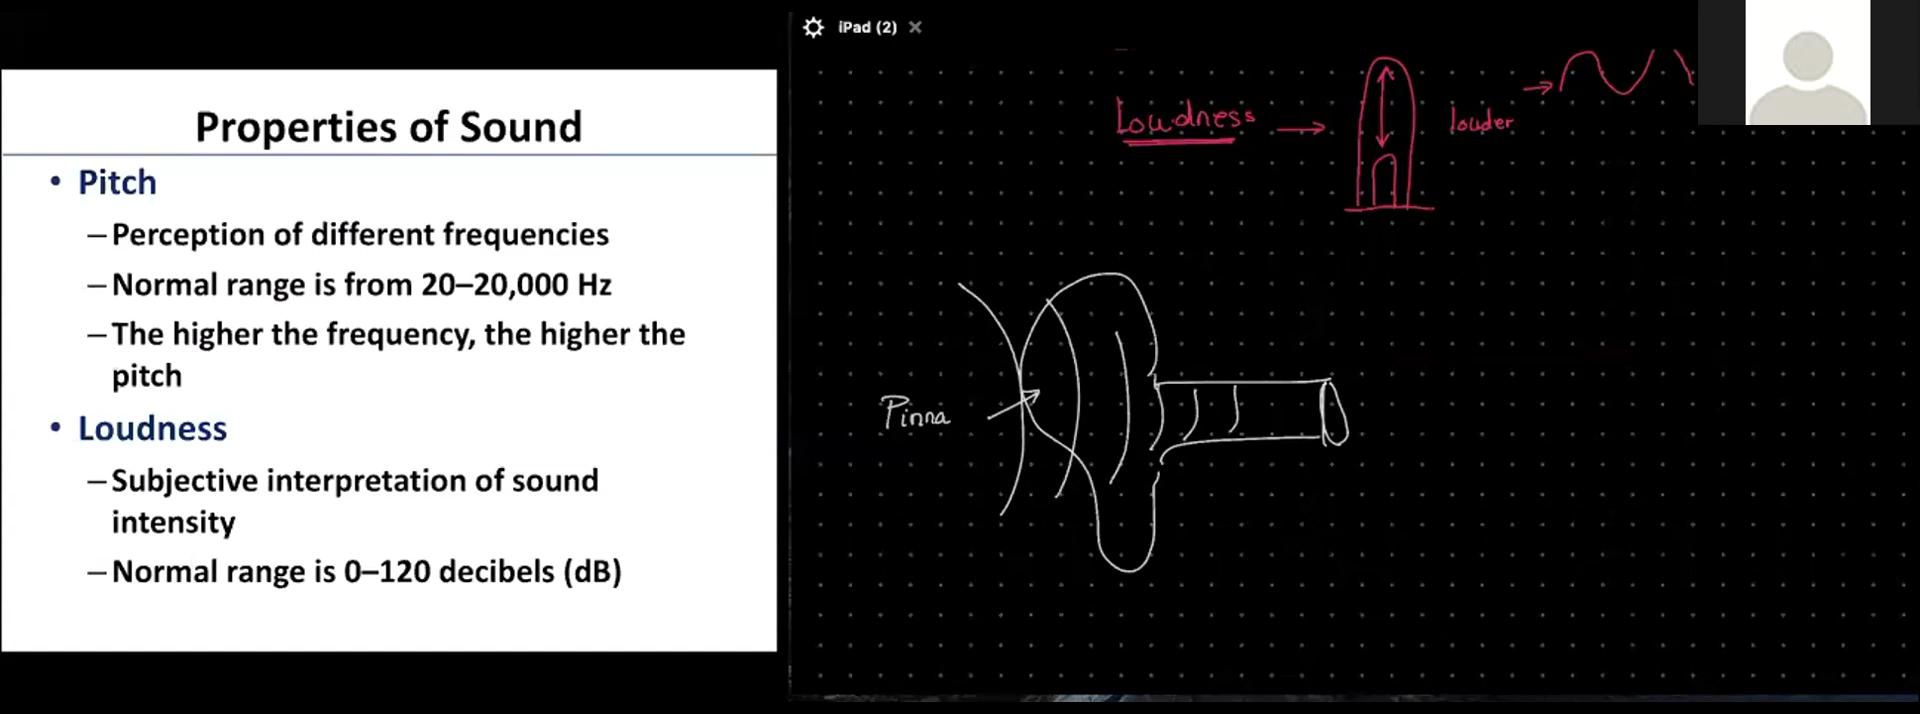 Properties of Sound
• Pitch
– Perception of different frequencies
– Normal range is from 20–20,000 Hz
– The higher the frequency, the higher the
pitch
• Loudness
– Subjective interpretation of sound
intensity
– Normal range is 0–120 decibels (dB)
iPad (2)
Loudness
louder
Pinna